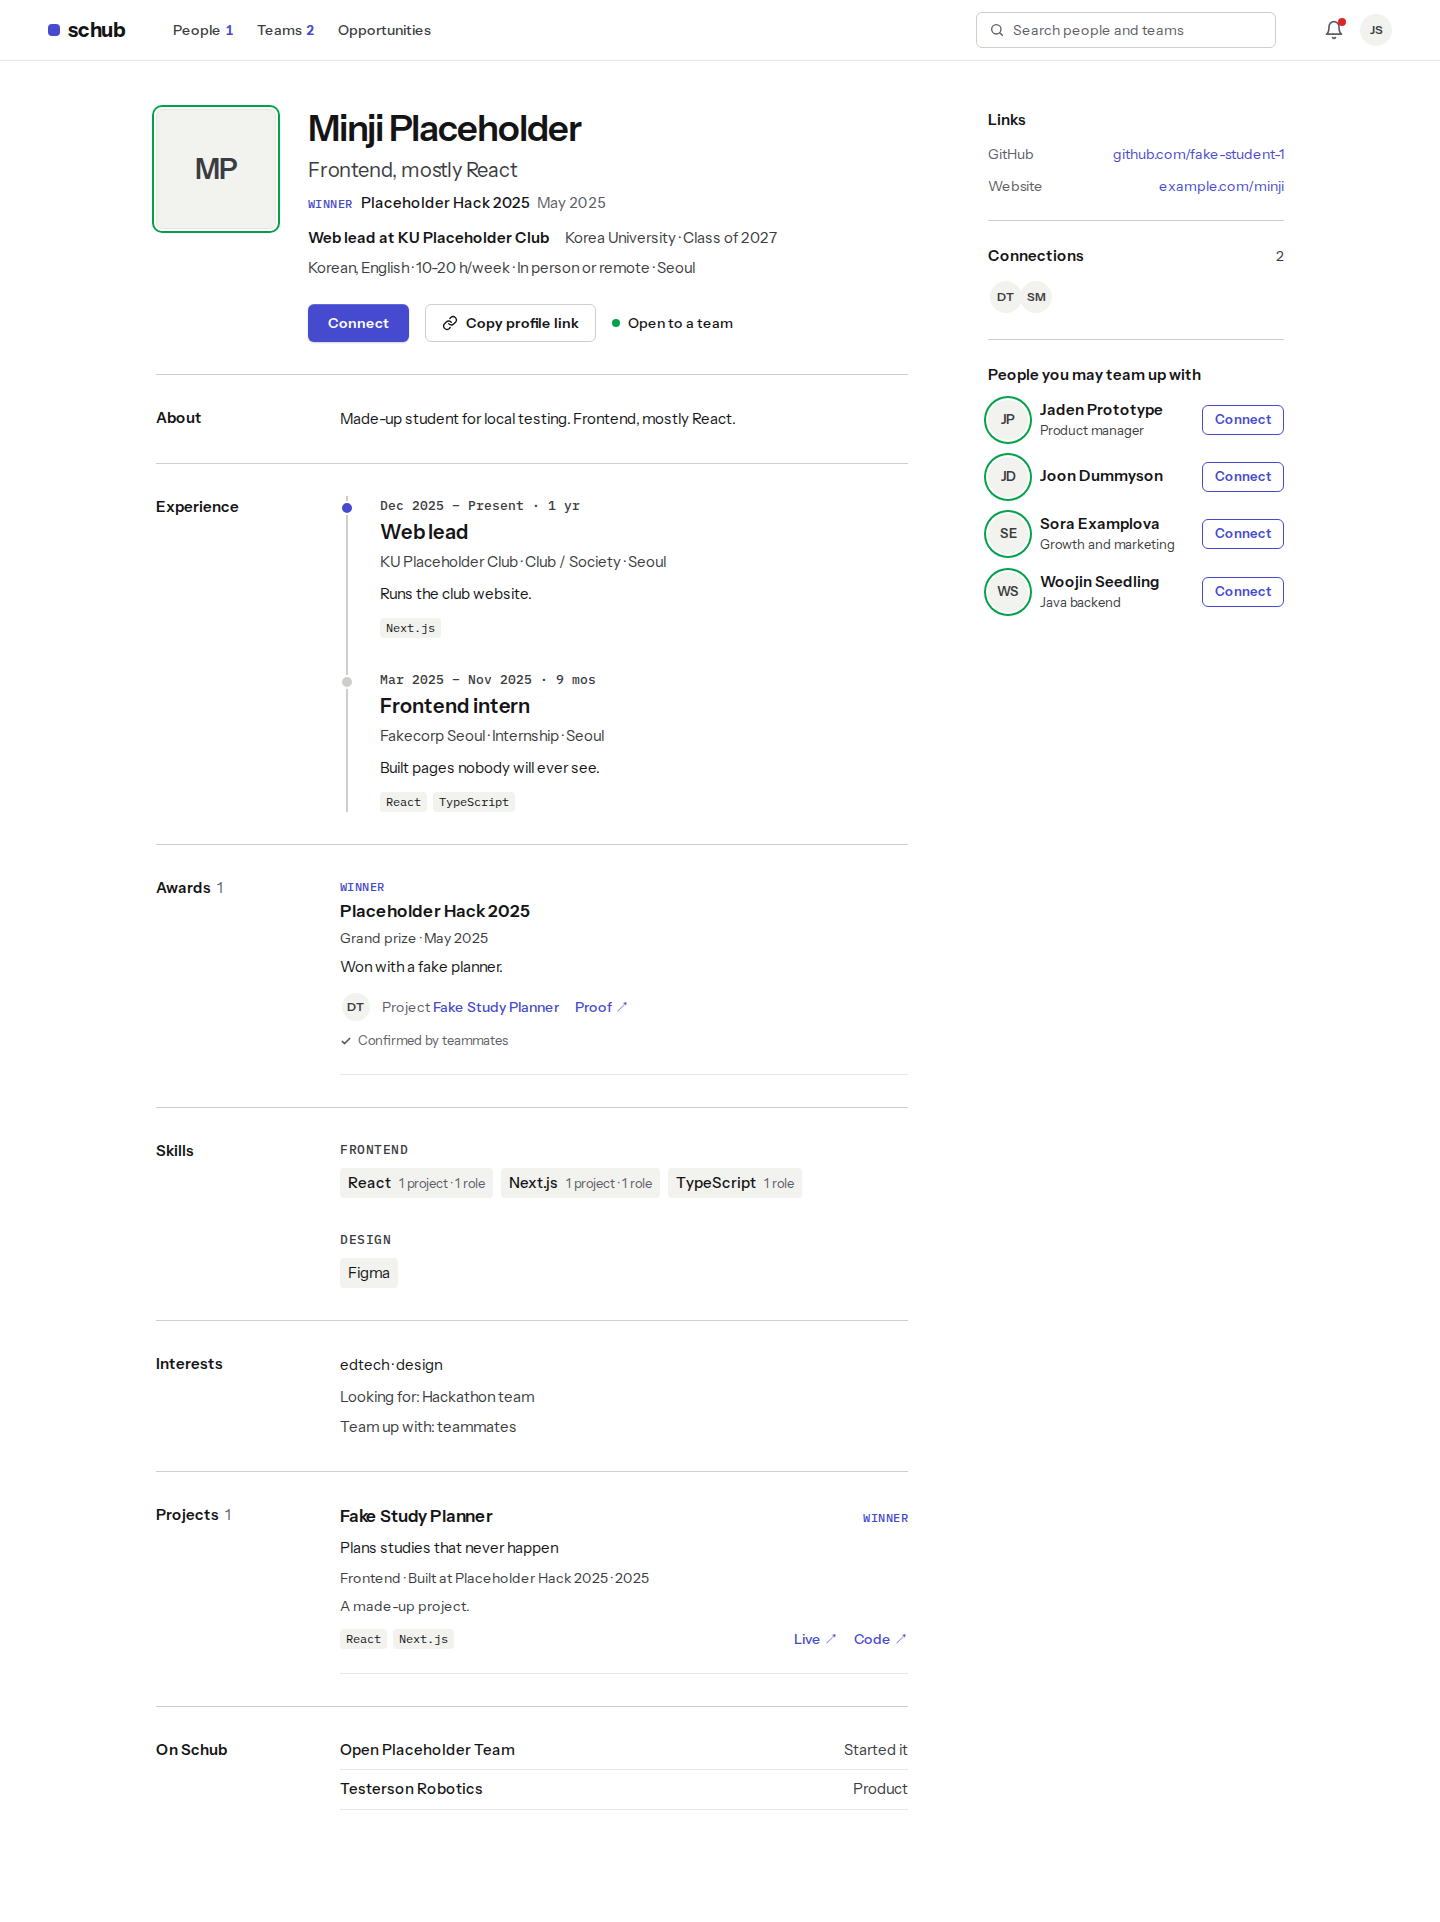 schub People 1 Teams 2 Opportunities Search people and teams JS
MP
Minji Placeholder
Frontend, mostly React
WINNER Placeholder Hack 2025 May 2025
Web lead at KU Placeholder Club Korea University · Class of 2027
Korean, English · 10-20 h/week · In person or remote · Seoul
Connect Copy profile link Open to a team
About
Made-up student for local testing. Frontend, mostly React.
Experience
Dec 2025 – Present · 1 yr
Web lead
KU Placeholder Club · Club / Society · Seoul
Runs the club website.
Next.js
Mar 2025 – Nov 2025 · 9 mos
Frontend intern
Fakecorp Seoul · Internship · Seoul
Built pages nobody will ever see.
React TypeScript
Awards 1
WINNER
Placeholder Hack 2025
Grand prize · May 2025
Won with a fake planner.
DT Project Fake Study Planner Proof ↗
Confirmed by teammates
Skills
FRONTEND
React 1 project · 1 role Next.js 1 project · 1 role TypeScript 1 role
DESIGN
Figma
Interests
edtech · design
Looking for: Hackathon team
Team up with: teammates
Projects 1
Fake Study Planner WINNER
Plans studies that never happen
Frontend · Built at Placeholder Hack 2025 · 2025
A made-up project.
React Next.js Live ↗ Code ↗
On Schub
Open Placeholder Team Started it
Testerson Robotics Product
Links
GitHub github.com/fake-student-1
Website example.com/minji
Connections 2
DT SM
People you may team up with
JP Jaden Prototype Connect
Product manager
JD Joon Dummyson Connect
SE Sora Examplova Connect
Growth and marketing
WS Woojin Seedling Connect
Java backend